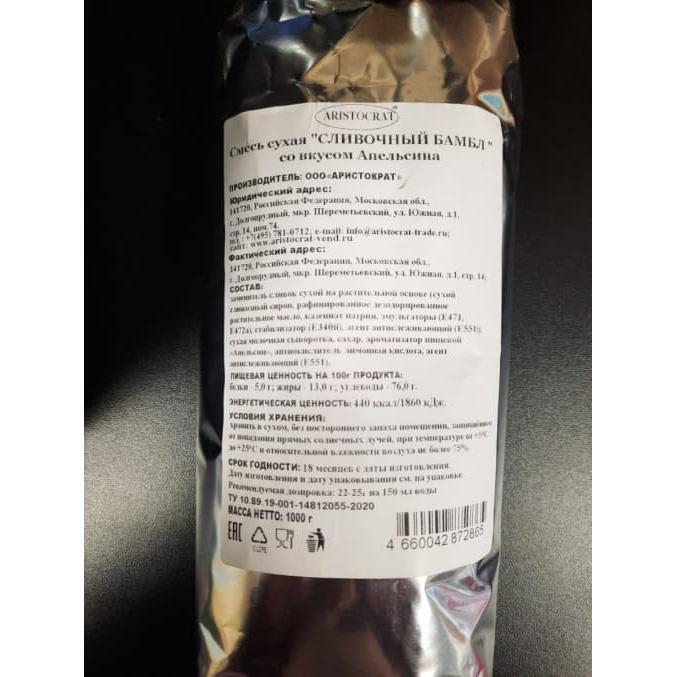 ARISTOCRAT®
Смесь сухая "СЛИВОЧНЫЙ БАМБЛ"
со вкусом Апельсина
ПРОИЗВОДИТЕЛЬ: ООО«АРИСТОКРАТ»
Юридический адрес:
141720, Российская Федерация, Московская обл.,
г. Долгопрудный, мкр. Шереметьевский, ул. Южная, д.1,
стр.14, пом.74.
тел.: +7(495) 781-0712; e-mail: info@aristocrat-trade.ru;
сайт: www.aristocrat-vend.ru
Фактический адрес:
141720, Российская Федерация, Московская обл.,
г. Долгопрудный, мкр. Шереметьевский, ул. Южная, д.1, стр.14;
СОСТАВ:
заменитель сливок сухой на растительной основе (сухой
глюкозный сироп, рафинированное дезодорированное
растительное масло, казеинат натрия, эмульгаторы (Е471,
Е472а), стабилизатор (Е340ii), агент антислеживающий (Е551)),
сухая молочная сыворотка, сахар, ароматизатор пищевой
«Апельсин», антиокислитель лимонная кислота, агент
антислеживающий (Е551).
ПИЩЕВАЯ ЦЕННОСТЬ НА 100г ПРОДУКТА:
белки - 5,0 г; жиры - 13,0 г; углеводы - 76,0 г.
ЭНЕРГЕТИЧЕСКАЯ ЦЕННОСТЬ: 440 ккал/1860 кДж.
УСЛОВИЯ ХРАНЕНИЯ:
хранить в сухом, без постороннего запаха помещении, защищённом
от попадания прямых солнечных лучей, при температуре от +5°С
до +25°С и относительной влажности воздуха не более 75%.
СРОК ГОДНОСТИ: 18 месяцев с даты изготовления.
Дату изготовления и дату упаковывания см. на упаковке.
Рекомендуемая дозировка: 22-25г на 150 мл воды
ТУ 10.89.19-001-14812055-2020
МАССА НЕТТО: 1000 г
EAC
C/LDPE
4 660042 872865